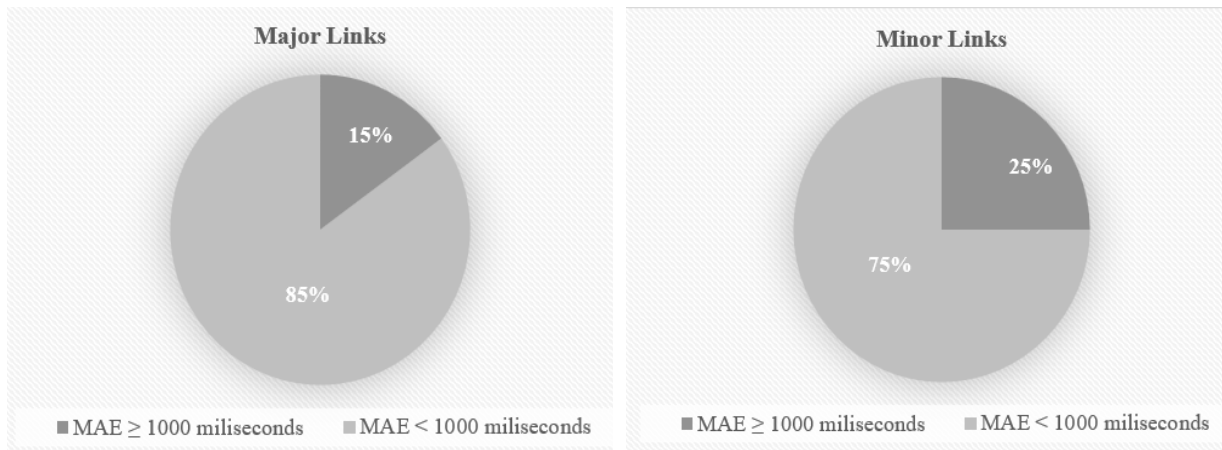 Major Links
15%
85%
MAE ≥ 1000 miliseconds MAE < 1000 miliseconds
Minor Links
25%
75%
MAE ≥ 1000 miliseconds MAE < 1000 miliseconds